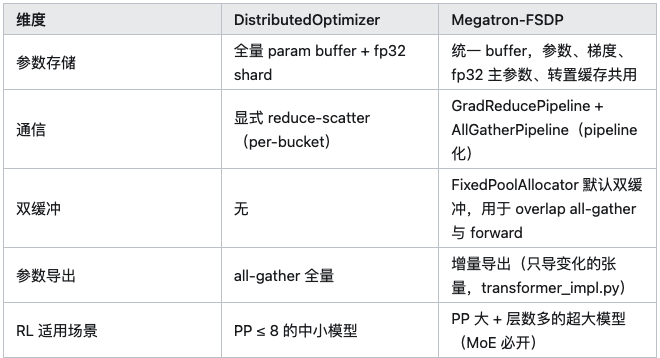 维度
DistributedOptimizer
Megatron-FSDP
参数存储
全量 param buffer + fp32
shard
统一 buffer，参数、梯度、
fp32 主参数、转置缓存共用
通信
显式 reduce-scatter
（per-bucket）
GradReducePipeline +
AllGatherPipeline（pipeline
化）
双缓冲
无
FixedPoolAllocator 默认双缓
冲，用于 overlap all-gather
与 forward
参数导出
all-gather 全量
增量导出（只导变化的张
量，transformer_impl.py）
RL 适用场景
PP ≤ 8 的中小模型
PP 大 + 层数多的超大模型
（MoE 必开）